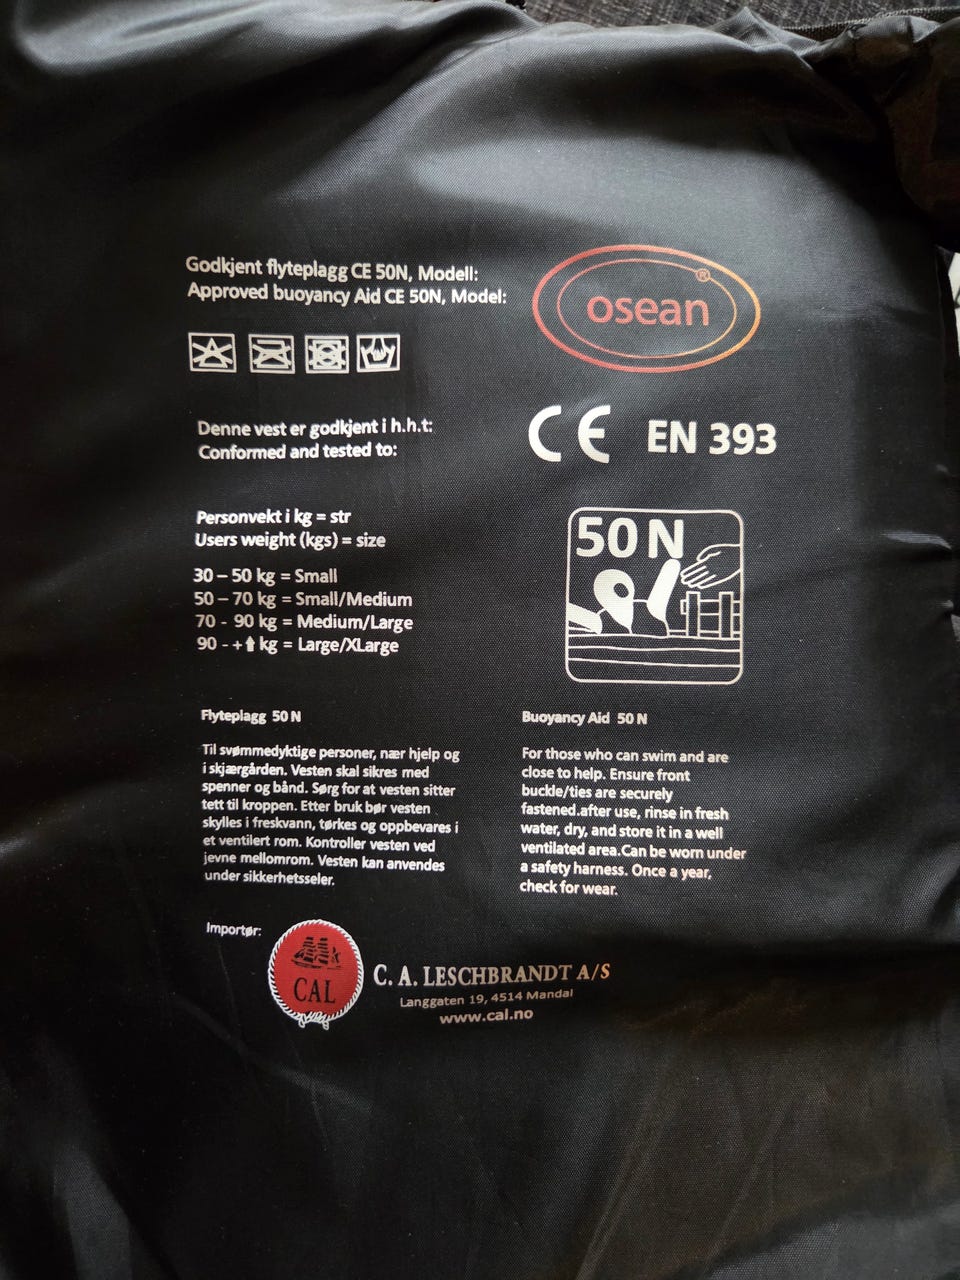 Godkjent flyteplagg CE 50N, Modell:
Approved buoyancy Aid CE 50N, Model:
osean®
Denne vest er godkjent i h.h.t:
Conformed and tested to:
CE EN 393
Personvekt i kg = str
Users weight (kgs) = size
30 – 50 kg = Small
50 – 70 kg = Small/Medium
70 - 90 kg = Medium/Large
90 - +⬆ kg = Large/XLarge
50 N
Flyteplagg 50 N
Til svømmedyktige personer, nær hjelp og
i skjærgården. Vesten skal sikres med
spenner og bånd. Sørg for at vesten sitter
tett til kroppen. Etter bruk bør vesten
skylles i freskvann, tørkes og oppbevares i
et ventilert rom. Kontroller vesten ved
jevne mellomrom. Vesten kan anvendes
under sikkerhetsseler.
Buoyancy Aid 50 N
For those who can swim and are
close to help. Ensure front
buckle/ties are securely
fastened.after use, rinse in fresh
water, dry, and store it in a well
ventilated area.Can be worn under
a safety harness. Once a year,
check for wear.
Importør:
CAL
C. A. LESCHBRANDT A/S
Langgaten 19, 4514 Mandal
www.cal.no